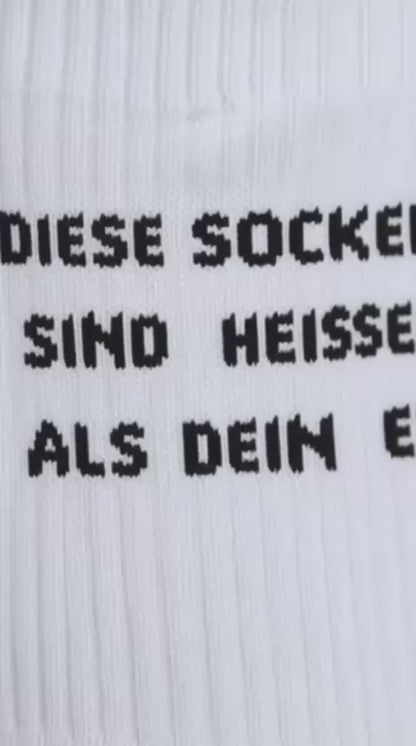 DIESE SOCKE
SIND HEISSE
ALS DEIN E